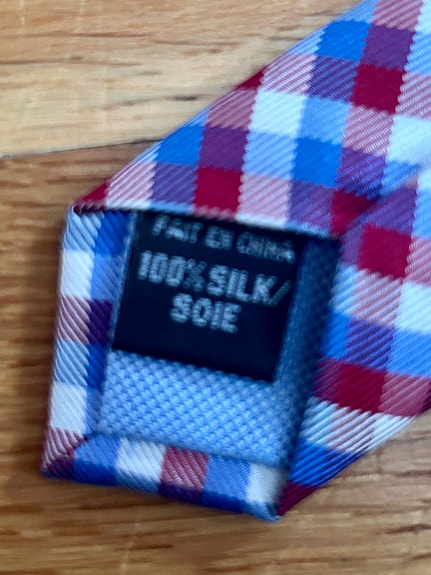 FAIT EN CHINA
100% SILK/
SOIE